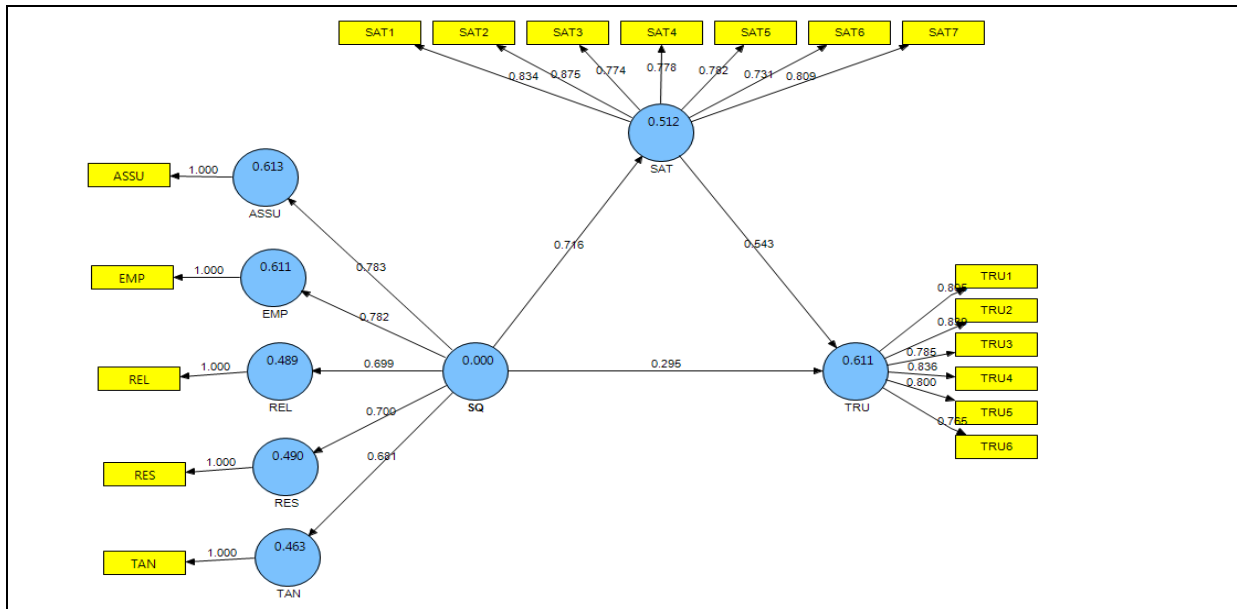 SAT1 SAT2 SAT3 SAT4 SAT5 SAT6 SAT7
0.834 0.875 0.774 0.778 0.782 0.731 0.809
0.512
SAT
ASSU 1.000 0.613
ASSU
0.716 0.543
EMP 1.000 0.611
EMP
0.783
0.782
REL 1.000 0.489
REL
0.699
0.000
SQ
0.295
0.611
TRU
0.700
0.681
RES 1.000 0.490
RES
TAN 1.000 0.463
TAN
TRU1
TRU2
0.785 TRU3
0.836 TRU4
0.800 TRU5
TRU6